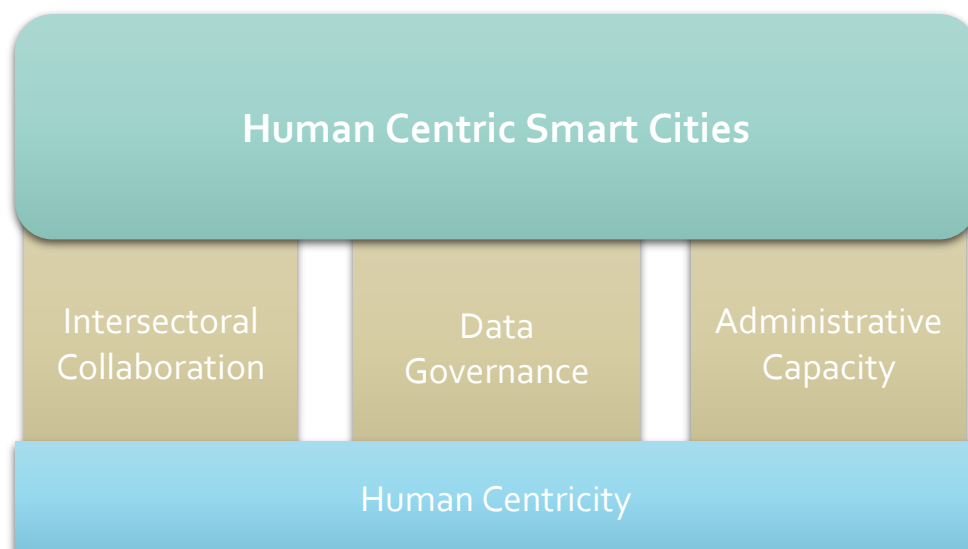 Human Centric Smart Cities
Intersectoral
Collaboration
Data
Governance
Administrative
Capacity
Human Centricity